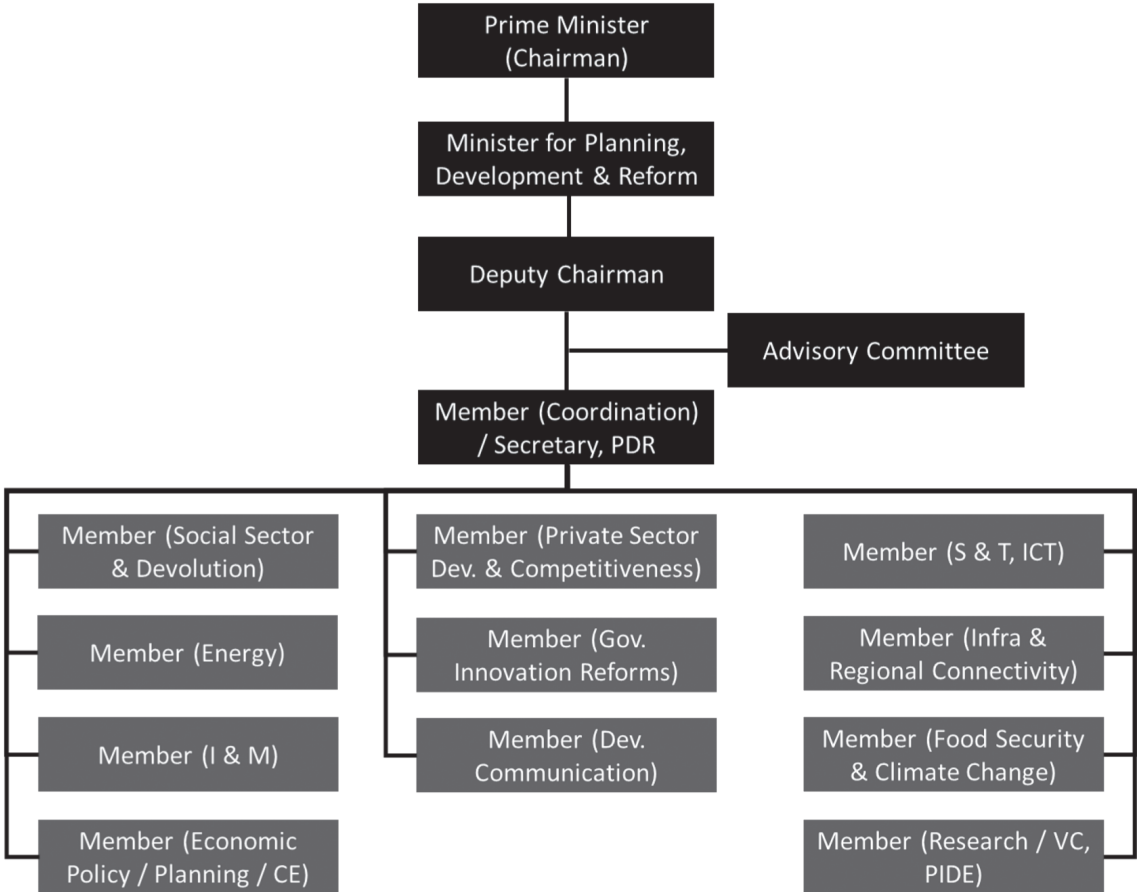 Prime Minister
(Chairman)
Minister for Planning,
Development & Reform
Deputy Chairman
Advisory Committee
Member (Coordination)
/ Secretary, PDR
Member (Social Sector
& Devolution)
Member (Energy)
Member (I & M)
Member (Economic
Policy / Planning / CE)
Member (Private Sector
Dev. & Competitiveness)
Member (Gov.
Innovation Reforms)
Member (Dev.
Communication)
Member (S & T, ICT)
Member (Infra &
Regional Connectivity)
Member (Food Security
& Climate Change)
Member (Research / VC,
PIDE)